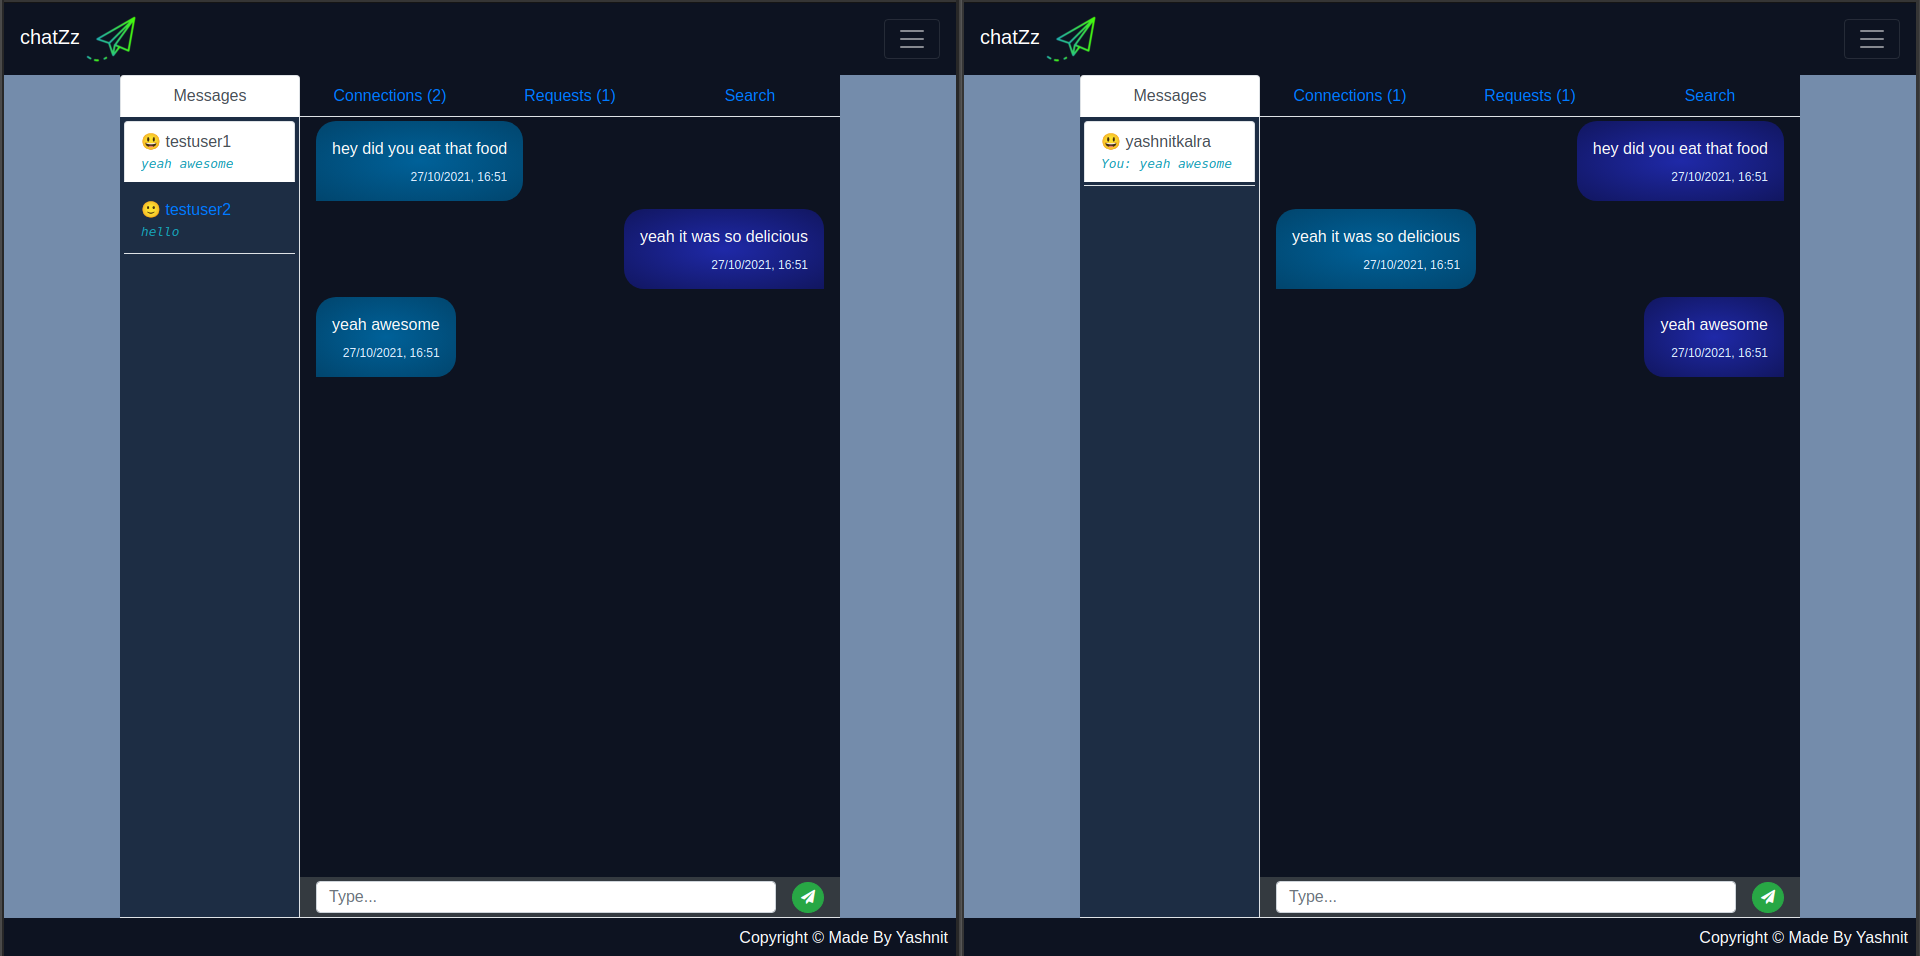 chatZz
Messages
Connections (2)
Requests (1)
Search
😃 testuser1
yeah awesome
🙂 testuser2
hello
hey did you eat that food
27/10/2021, 16:51
yeah it was so delicious
27/10/2021, 16:51
yeah awesome
27/10/2021, 16:51
Type...
Copyright © Made By Yashnit
chatZz
Messages
Connections (1)
Requests (1)
Search
😃 yashnitkalra
You: yeah awesome
hey did you eat that food
27/10/2021, 16:51
yeah it was so delicious
27/10/2021, 16:51
yeah awesome
27/10/2021, 16:51
Type...
Copyright © Made By Yashnit